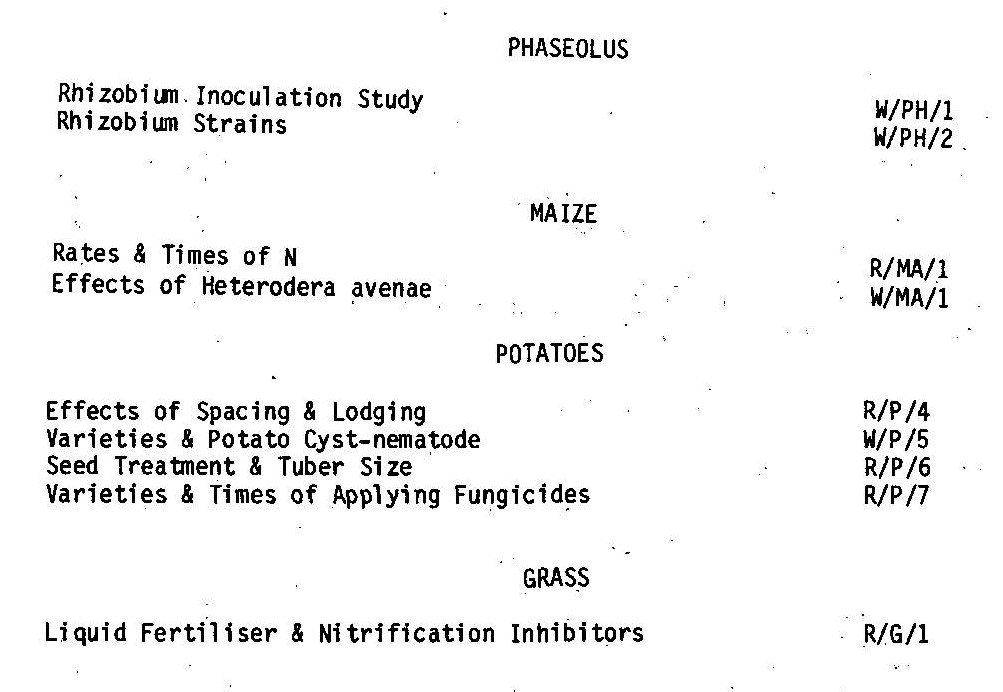 PHASEOLUS
Rhizobium Inoculation Study W/PH/1
Rhizobium Strains W/PH/2
MAIZE
Rates & Times of N R/MA/1
Effects of Heterodera avenae W/MA/1
POTATOES
Effects of Spacing & Lodging R/P/4
Varieties & Potato Cyst-nematode W/P/5
Seed Treatment & Tuber Size R/P/6
Varieties & Times of Applying Fungicides R/P/7
GRASS
Liquid Fertiliser & Nitrification Inhibitors R/G/1